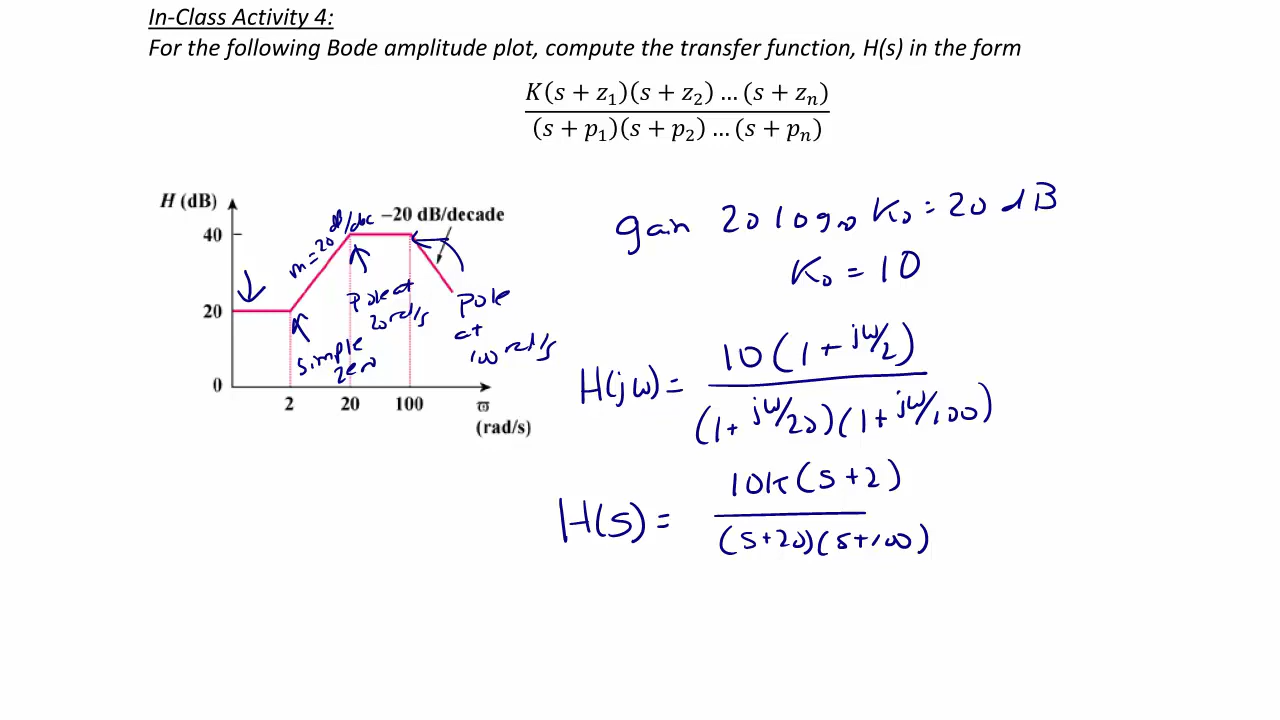 In-Class Activity 4:
For the following Bode amplitude plot, compute the transfer function, H(s) in the form
K(s + z₁)(s + z₂) … (s + zₙ)
(s + p₁)(s + p₂) … (s + pₙ)
H (dB)
40
20
0
2 20 100 ϖ
(rad/s)
−20 dB/decade
m=20 dB/dec
simple
zero
pole at
20 rad/s
pole
at
100 rad/s
gain 20 log₁₀ K₀ = 20 dB
K₀ = 10
H(jω) = 10(1 + jω/2)
(1 + jω/20)(1 + jω/100)
H(s) = 10k(s+2)
(s+20)(s+100)